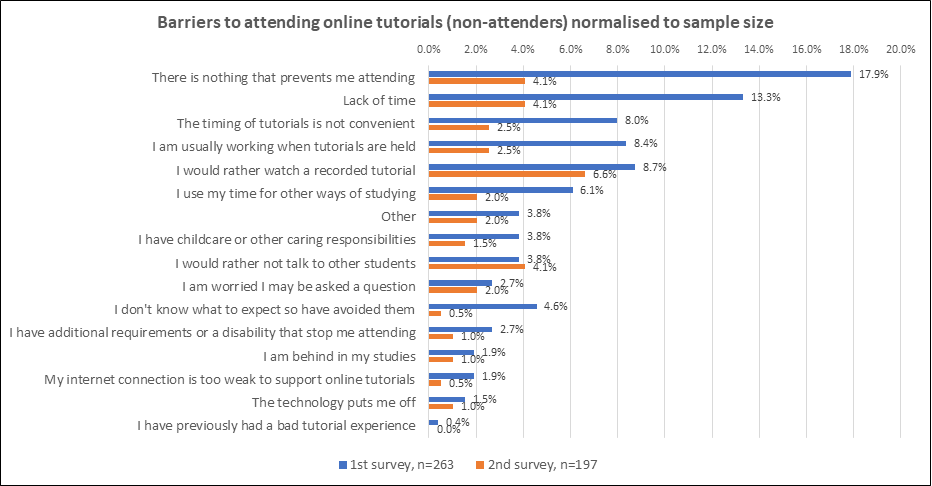 Barriers to attending online tutorials (non-attenders) normalised to sample size
0.0% 2.0% 4.0% 6.0% 8.0% 10.0% 12.0% 14.0% 16.0% 18.0% 20.0%
There is nothing that prevents me attending 17.9%
4.1%
Lack of time 13.3%
4.1%
The timing of tutorials is not convenient 8.0%
2.5%
I am usually working when tutorials are held 8.4%
2.5%
I would rather watch a recorded tutorial 8.7%
6.6%
I use my time for other ways of studying 6.1%
2.0%
Other 3.8%
2.0%
I have childcare or other caring responsibilities 3.8%
1.5%
I would rather not talk to other students 3.8%
4.1%
I am worried I may be asked a question 2.7%
2.0%
I don't know what to expect so have avoided them 4.6%
0.5%
I have additional requirements or a disability that stop me attending 2.7%
1.0%
I am behind in my studies 1.9%
1.0%
My internet connection is too weak to support online tutorials 1.9%
0.5%
The technology puts me off 1.5%
1.0%
I have previously had a bad tutorial experience 0.4%
0.0%
1st survey, n=263 2nd survey, n=197